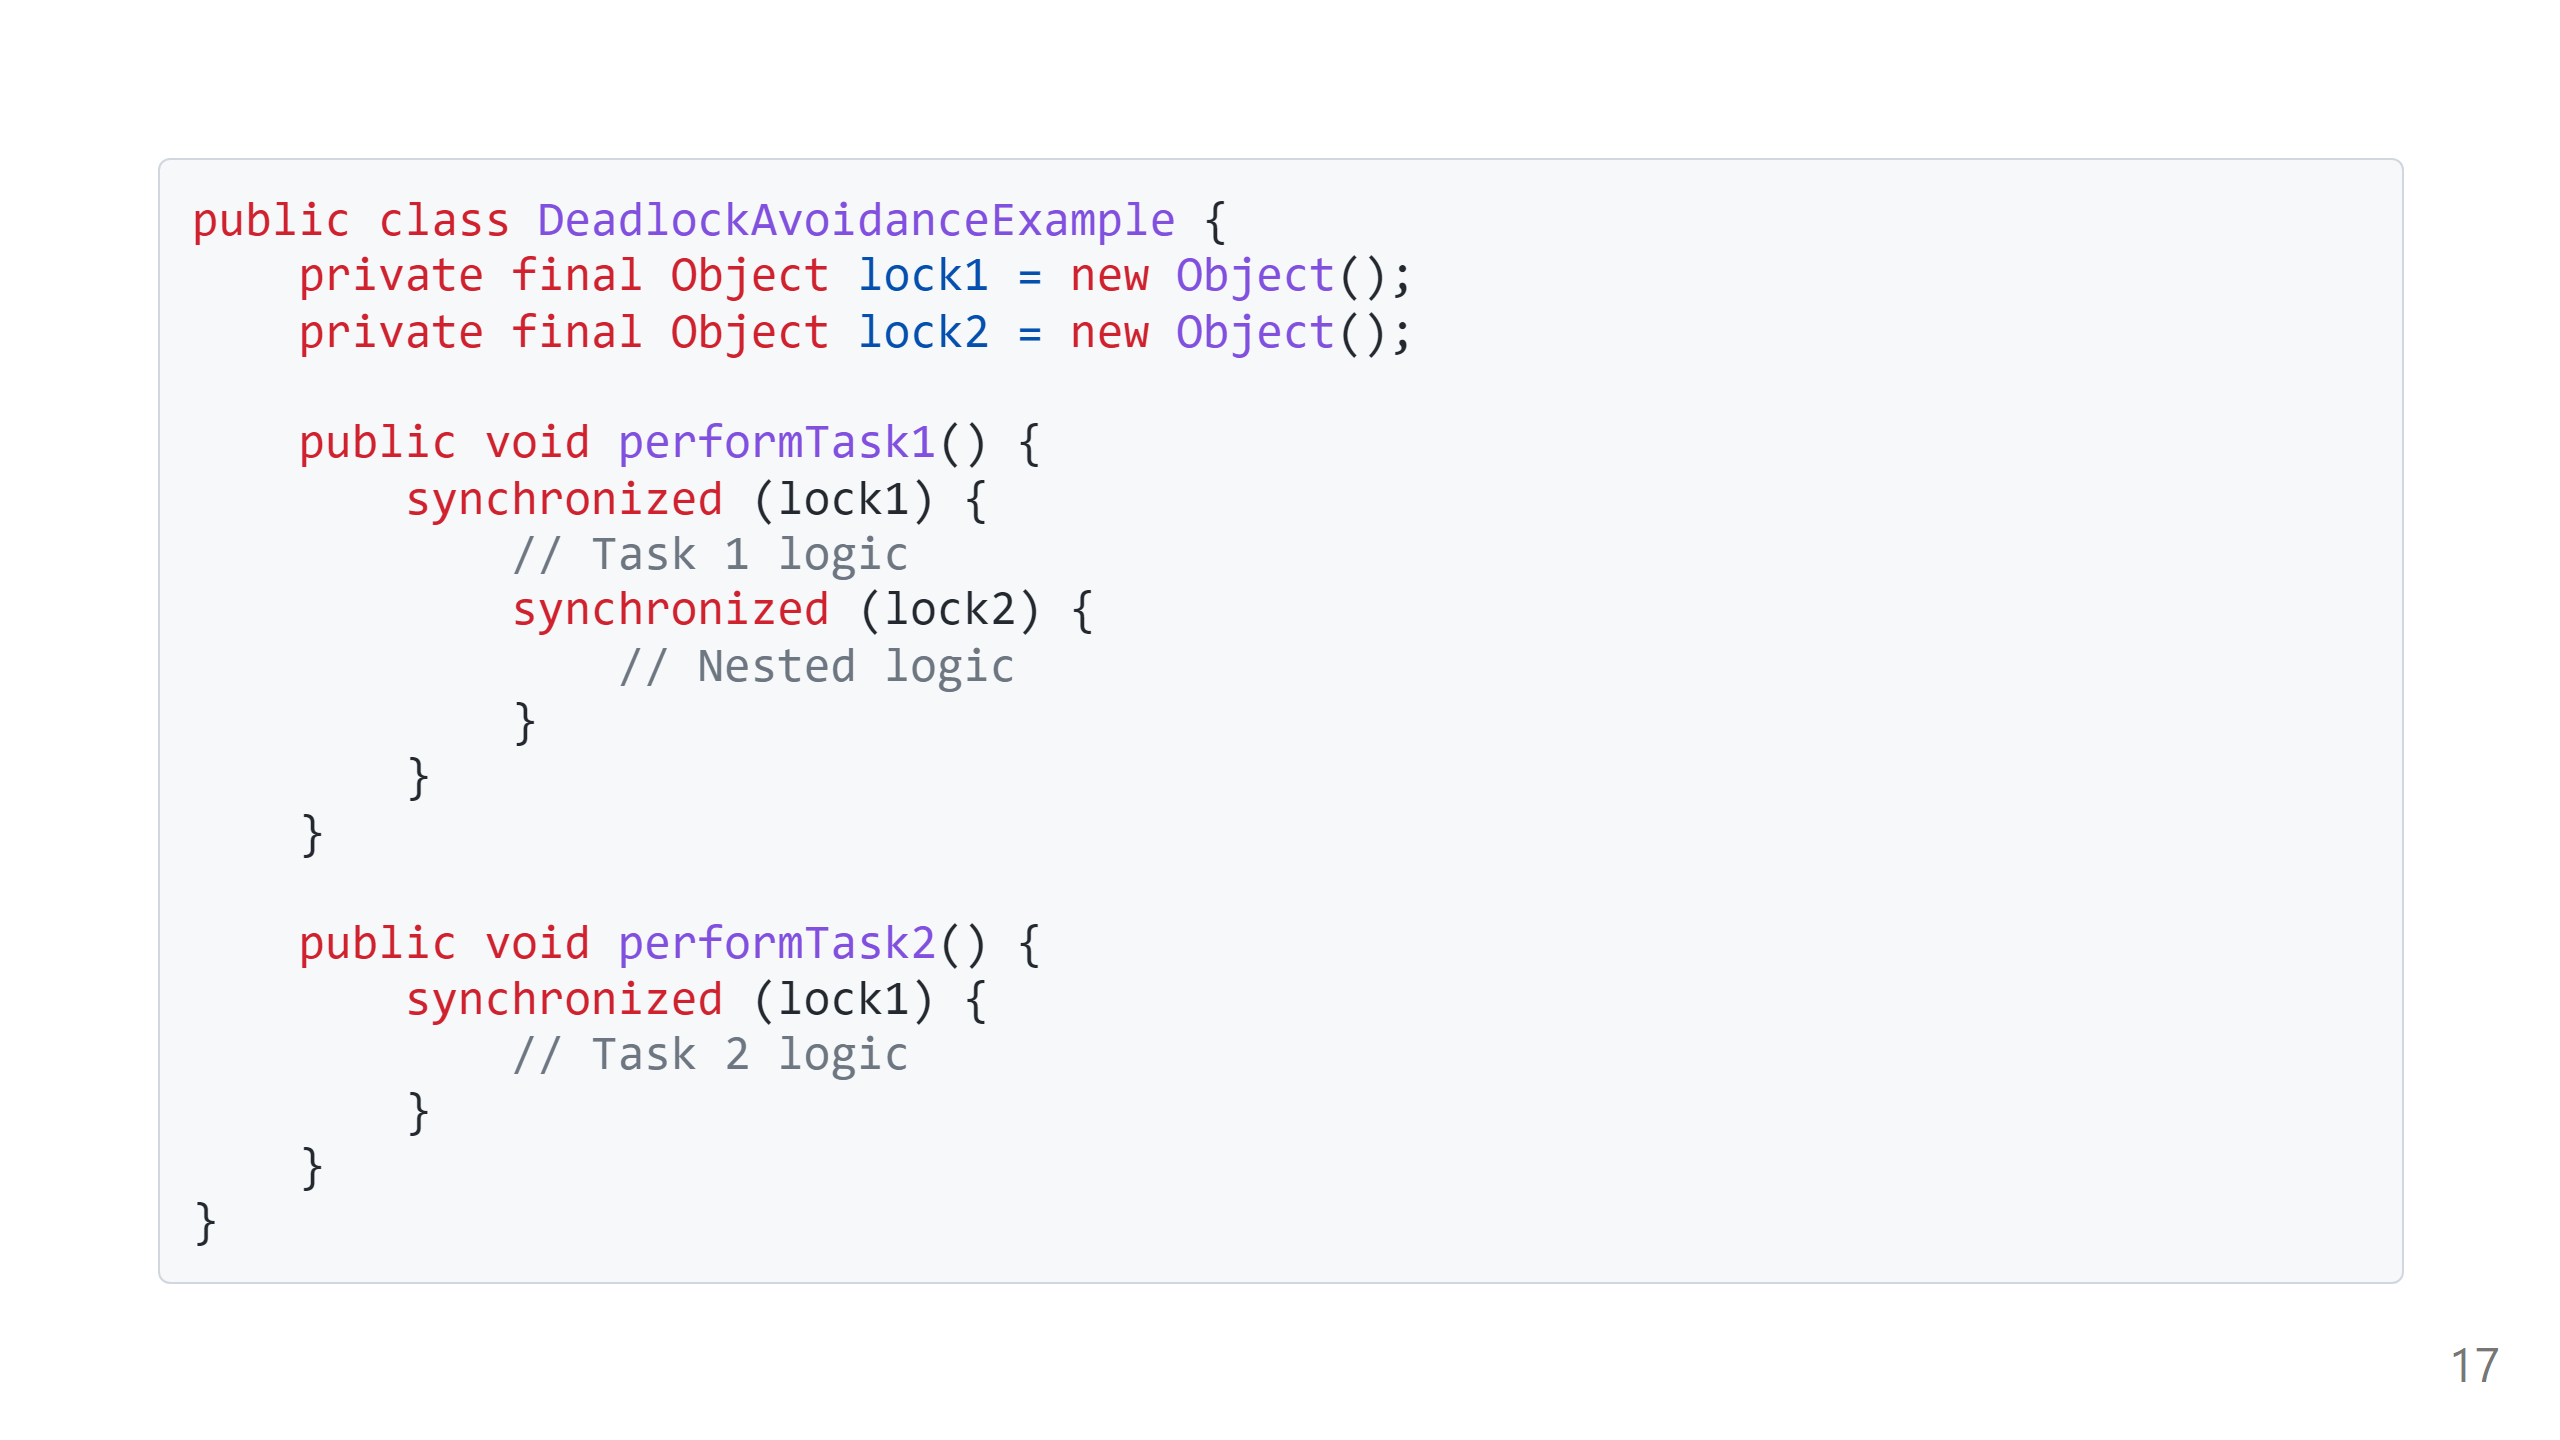 public class DeadlockAvoidanceExample {
    private final Object lock1 = new Object();
    private final Object lock2 = new Object();

    public void performTask1() {
        synchronized (lock1) {
            // Task 1 logic
            synchronized (lock2) {
                // Nested logic
            }
        }
    }

    public void performTask2() {
        synchronized (lock1) {
            // Task 2 logic
        }
    }
}
17